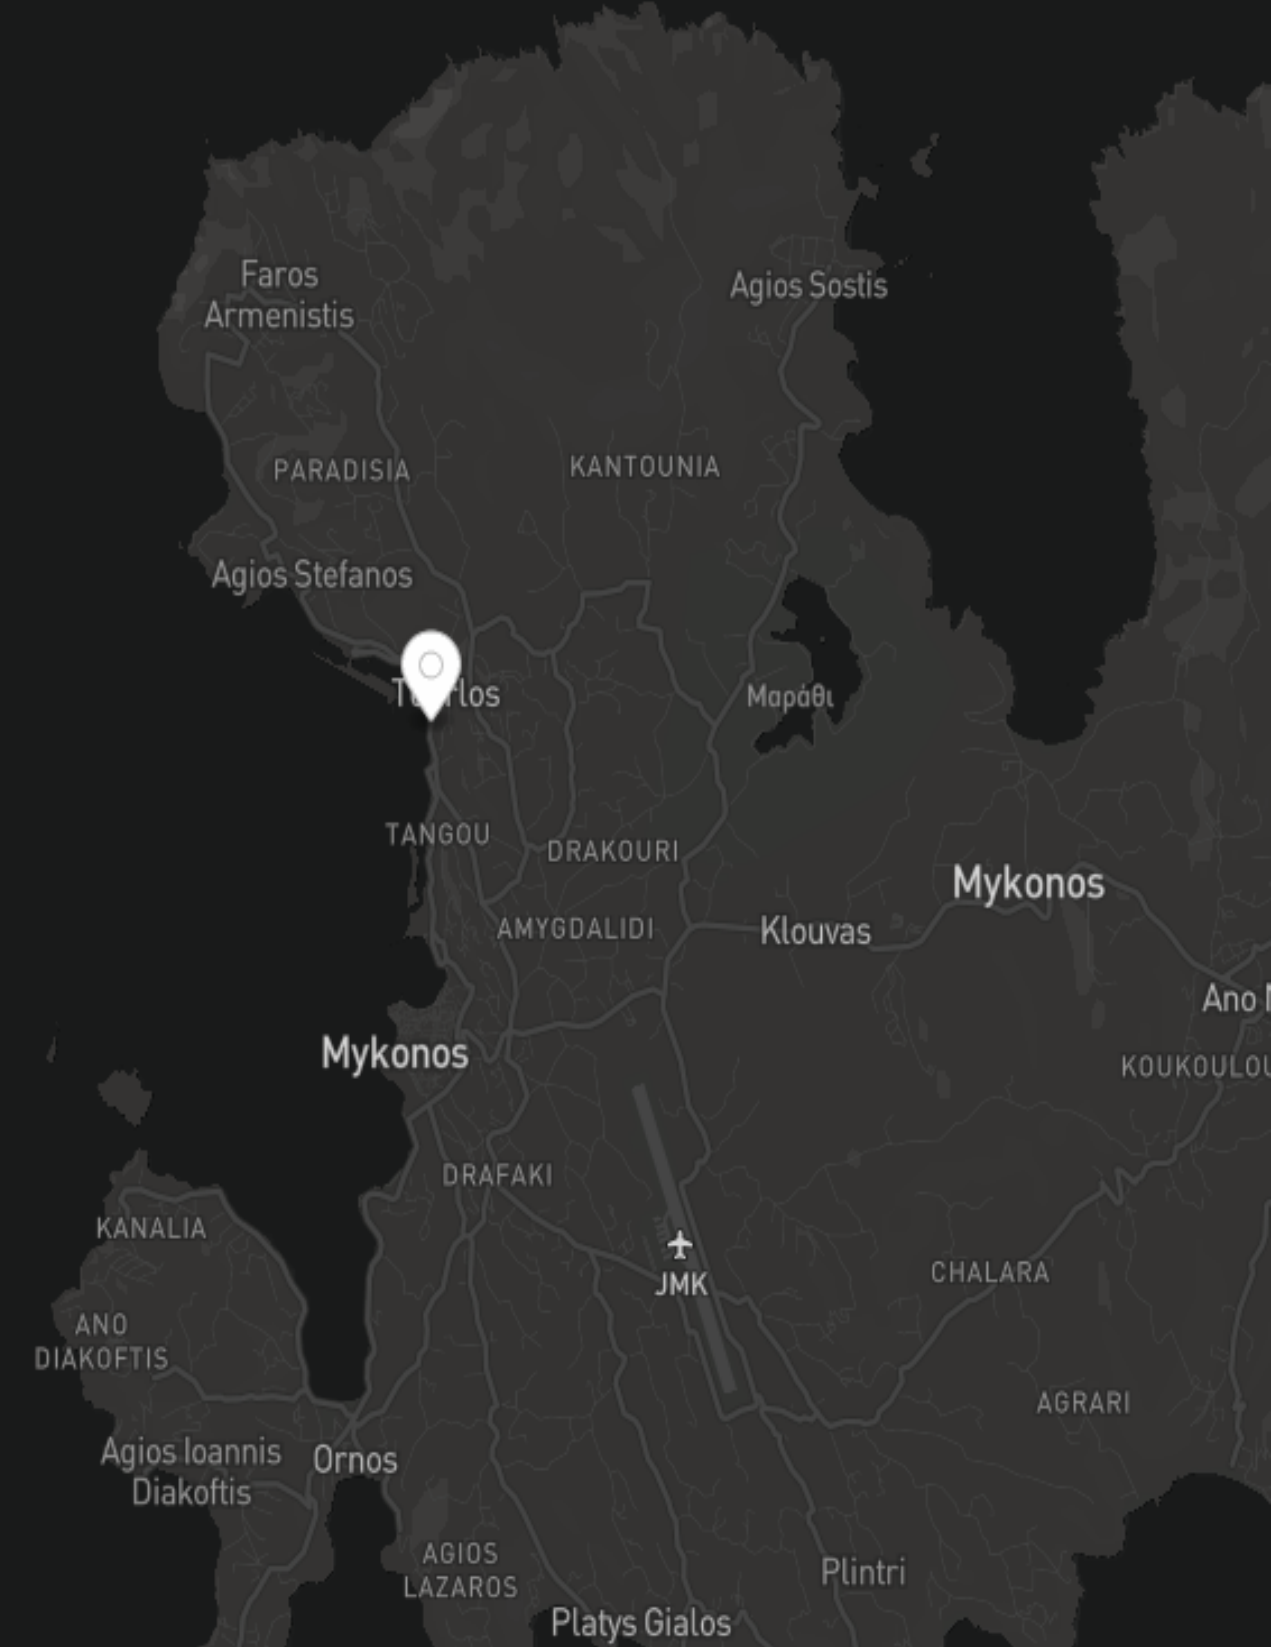 Faros
Armenistis
Agios Sostis
PARADISIA
KANTOUNIA
Agios Stefanos
Μαράθι
TANGOU
DRAKOURI
Mykonos
AMYGDALIDI
Klouvas
Ano
Mykonos
DRAFAKI
KANALIA
JMK
CHALARA
ANO
DIAKOFTIS
AGRARI
Agios Ioannis
Diakoftis
Ornos
AGIOS
LAZAROS
Plintri
Platys Gialos